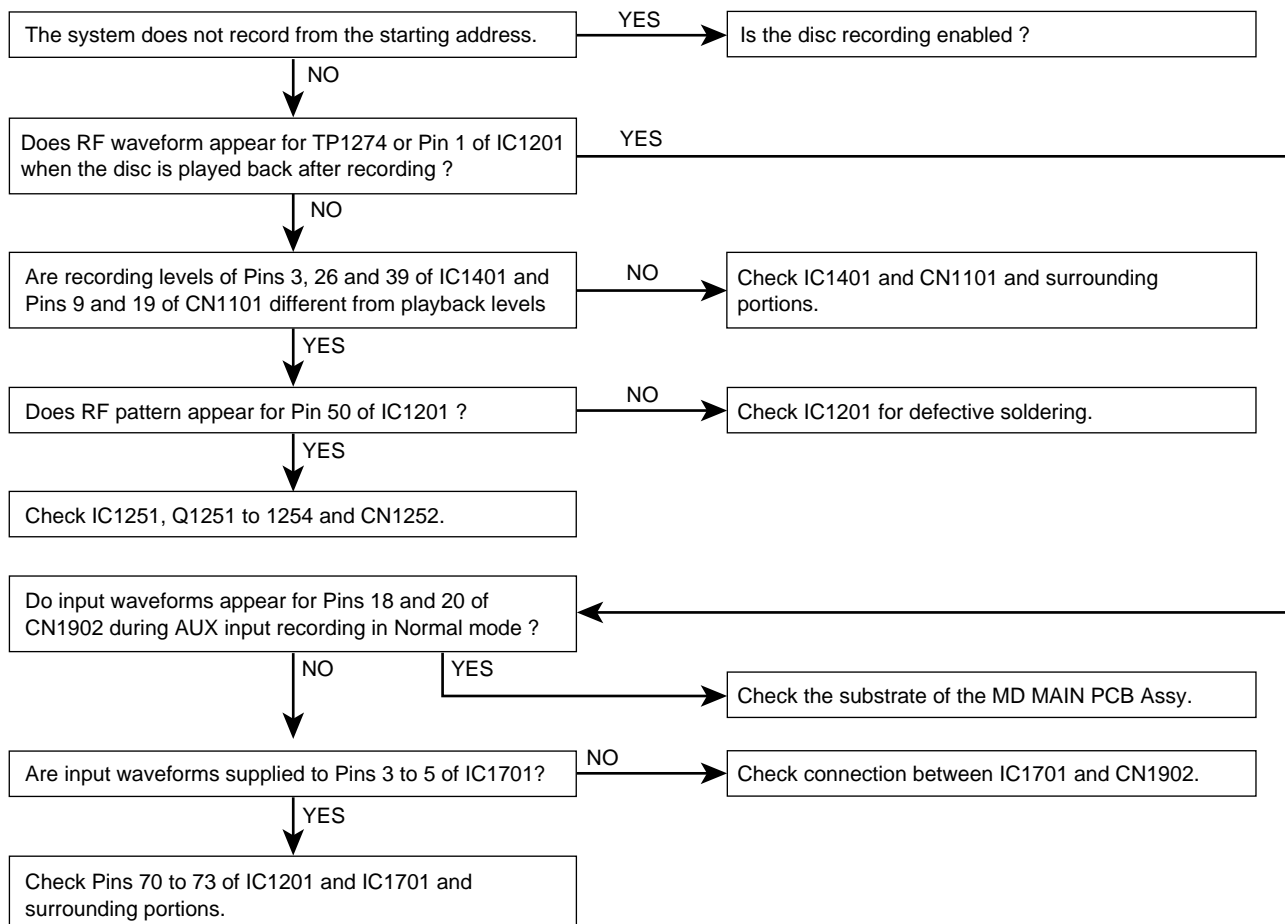 The system does not record from the starting address.
YES
Is the disc recording enabled ?
NO
Does RF waveform appear for TP1274 or Pin 1 of IC1201
when the disc is played back after recording ?
YES
NO
Are recording levels of Pins 3, 26 and 39 of IC1401 and
Pins 9 and 19 of CN1101 different from playback levels
NO
Check IC1401 and CN1101 and surrounding
portions.
YES
Does RF pattern appear for Pin 50 of IC1201 ?
NO
Check IC1201 for defective soldering.
YES
Check IC1251, Q1251 to 1254 and CN1252.
Do input waveforms appear for Pins 18 and 20 of
CN1902 during AUX input recording in Normal mode ?
NO
YES
Check the substrate of the MD MAIN PCB Assy.
Are input waveforms supplied to Pins 3 to 5 of IC1701?
NO
Check connection between IC1701 and CN1902.
YES
Check Pins 70 to 73 of IC1201 and IC1701 and
surrounding portions.